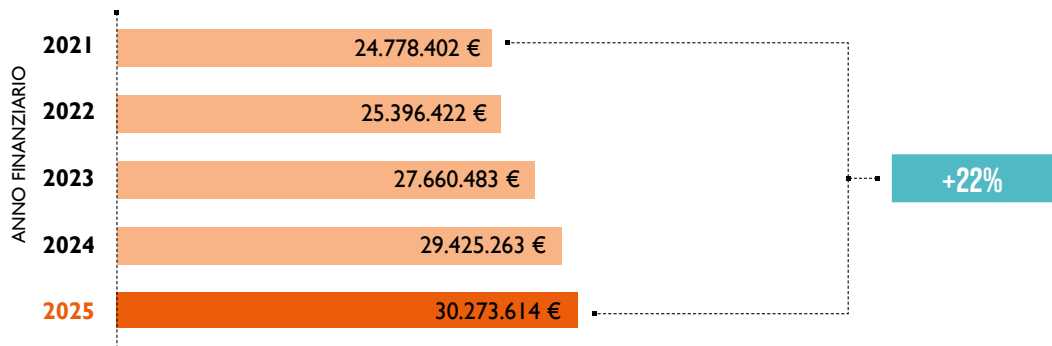 ANNO FINANZIARIO
2021 24.778.402 €
2022 25.396.422 €
2023 27.660.483 €
+22%
2024 29.425.263 €
2025 30.273.614 €